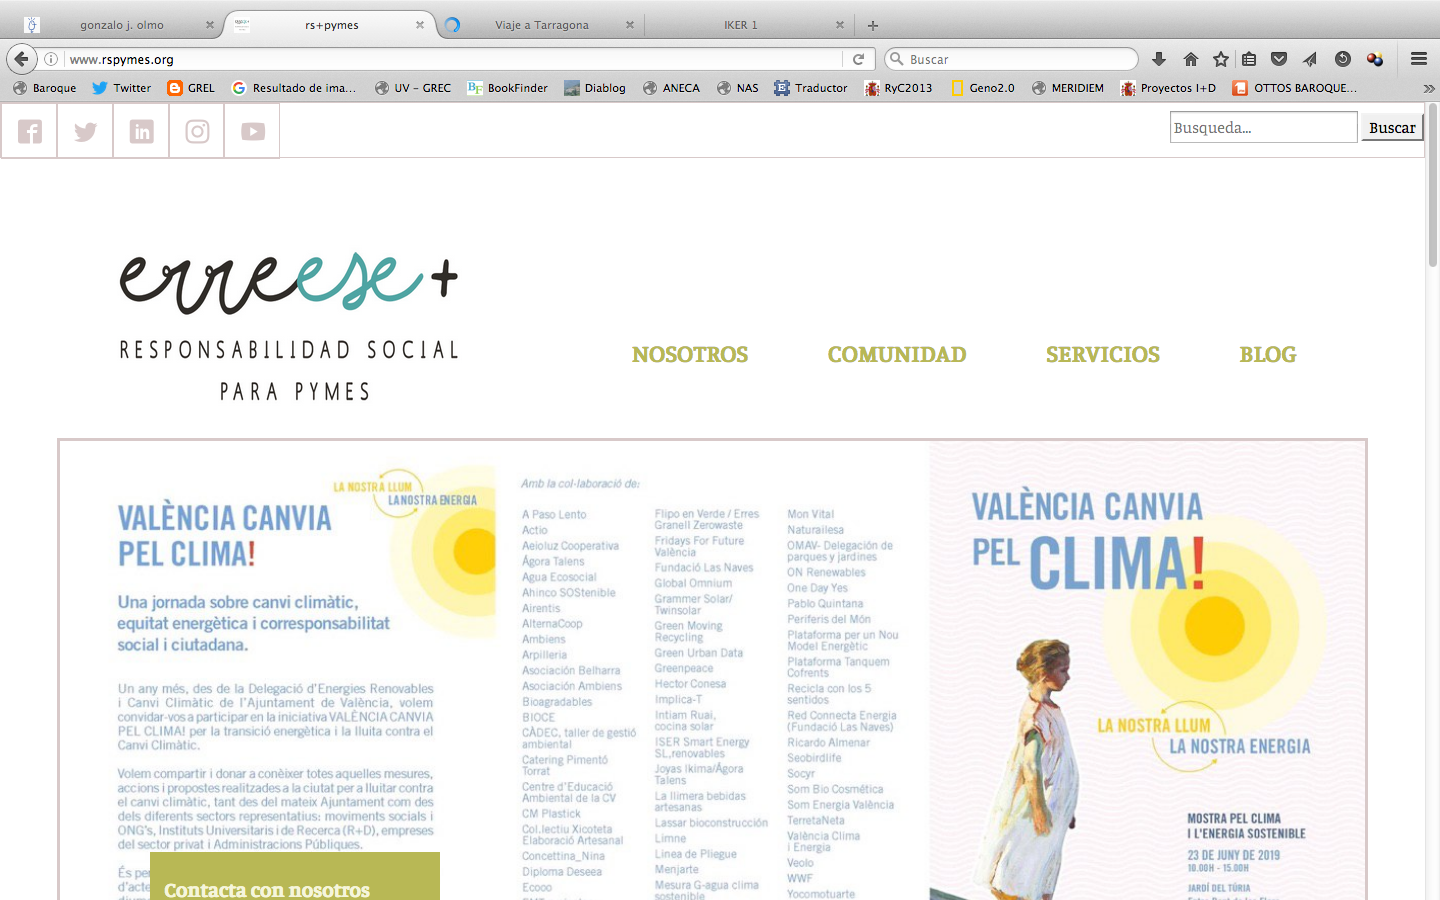 gonzalo j. olmo
rs+pymes
Viaje a Tarragona
IKER 1
www.rspymes.org
Buscar
Baroque
Twitter
GREL
Resultado de ima...
UV - GREC
BookFinder
Diablog
ANECA
NAS
Traductor
RyC2013
Geno2.0
MERIDIEM
Proyectos I+D
OTTOS BAROQUE...
Busqueda...
Buscar
erreese+
RESPONSABILIDAD SOCIAL
PARA PYMES
NOSOTROS
COMUNIDAD
SERVICIOS
BLOG
LA NOSTRA LLUM
LA NOSTRA ENERGIA
VALÈNCIA CANVIA
PEL CLIMA!
Una jornada sobre canvi climàtic,
equitat energètica i corresponsabilitat
social i ciutadana.
Un any més, des de la Delegació d'Energies Renovables
i Canvi Climàtic de l'Ajuntament de València, volem
convidar-vos a participar en la iniciativa VALÈNCIA CANVIA
PEL CLIMA! per la transició energètica i la lluita contra el
Canvi Climàtic.
Volem compartir i donar a conèixer totes aquelles mesures,
accions i propostes realitzades a la ciutat per a lluitar contra
el canvi climàtic, tant des del mateix Ajuntament com des
dels diferents sectors representatius: moviments socials i
ONG's, Instituts Universitaris i de Recerca (R+D), empreses
del sector privat i Administracions Públiques.
És per
d'acte
Contacta con nosotros
Amb la col·laboració de:
A Paso Lento
Actio
Aeioluz Cooperativa
Ágora Talens
Agua Ecosocial
Ahinco SOStenible
Airentis
AlternaCoop
Ambiens
Arpilleria
Asociación Belharra
Asociación Ambiens
Bioagradables
BIOCE
CÀDEC, taller de gestió
ambiental
Catering Pimentó
Torrat
Centre d'Educació
Ambiental de la CV
CM Plastick
Col.lectiu Xicoteta
Elaboració Artesanal
Concettina_Nina
Diploma Deseea
Ecooo
Flipo en Verde / Erres
Granell Zerowaste
Fridays For Future
València
Fundació Las Naves
Global Omnium
Grammer Solar/
Twinsolar
Green Moving
Recycling
Green Urban Data
Greenpeace
Hector Conesa
Implica-T
Intiam Ruai,
cocina solar
ISER Smart Energy
SL,renovables
Joyas Ikima/Ágora
Talens
La llimera bebidas
artesanas
Lassar bioconstrucción
Limne
Linea de Pliegue
Menjarte
Mesura G-agua clima
sostenible
Mon Vital
Naturailesa
OMAV- Delegación de
parques y jardines
ON Renewables
One Day Yes
Pablo Quintana
Periferis del Món
Plataforma per un Nou
Model Energètic
Plataforma Tanquem
Cofrents
Recicla con los 5
sentidos
Red Connecta Energia
(Fundació Las Naves)
Ricardo Almenar
Seobirdlife
Socyr
Som Bio Cosmética
Som Energia València
TerretaNeta
València Clima
i Energia
Veolo
WWF
Yocomotuarte
VALÈNCIA CANVIA
PEL CLIMA!
LA NOSTRA LLUM
LA NOSTRA ENERGIA
MOSTRA PEL CLIMA
I L'ENERGIA SOSTENIBLE
23 DE JUNY DE 2019
10.00H - 15.00H
JARDÍ DEL TÚRIA